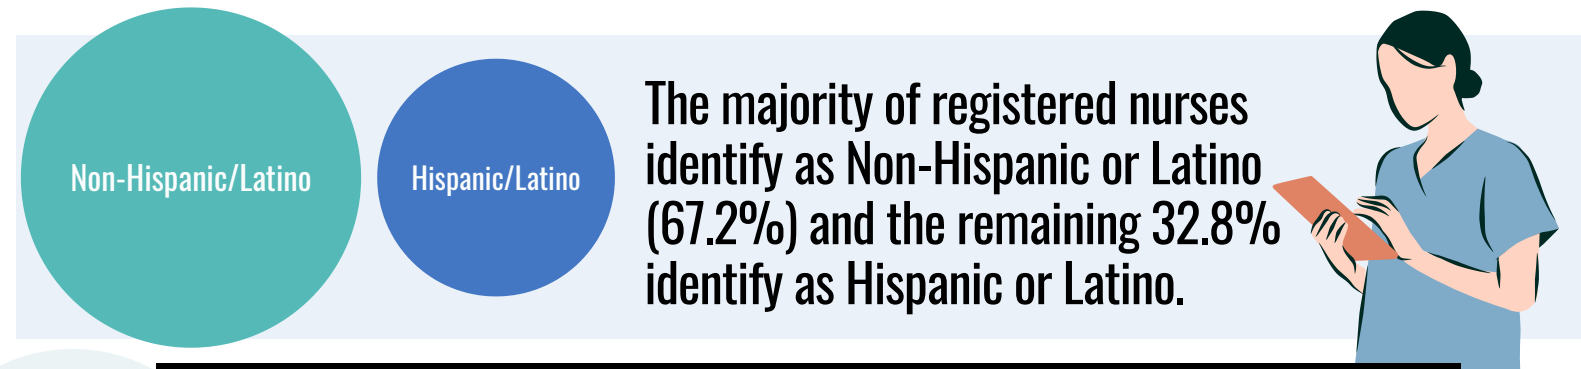 Non-Hispanic/Latino
Hispanic/Latino
The majority of registered nurses
identify as Non-Hispanic or Latino
(67.2%) and the remaining 32.8%
identify as Hispanic or Latino.